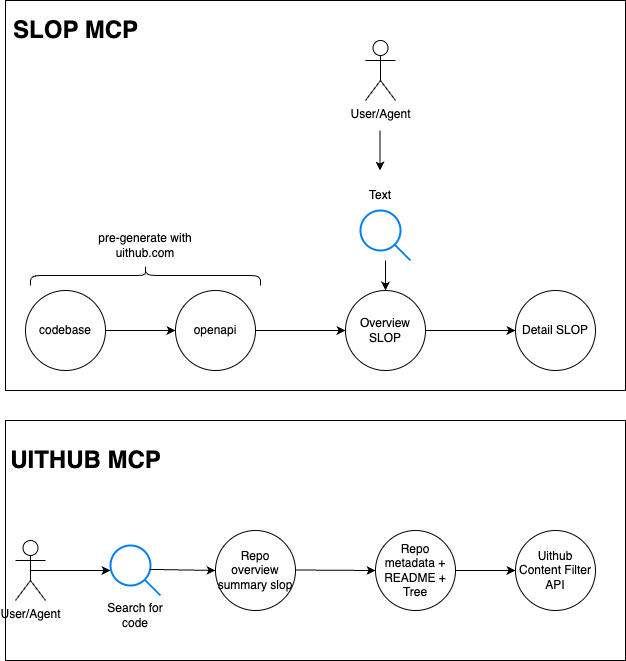 SLOP MCP
User/Agent
Text
pre-generate with
uithub.com
codebase
openapi
Overview
SLOP
Detail SLOP
UITHUB MCP
User/Agent
Search for
code
Repo
overview
summary slop
Repo
metadata +
README +
Tree
Uithub
Content Filter
API